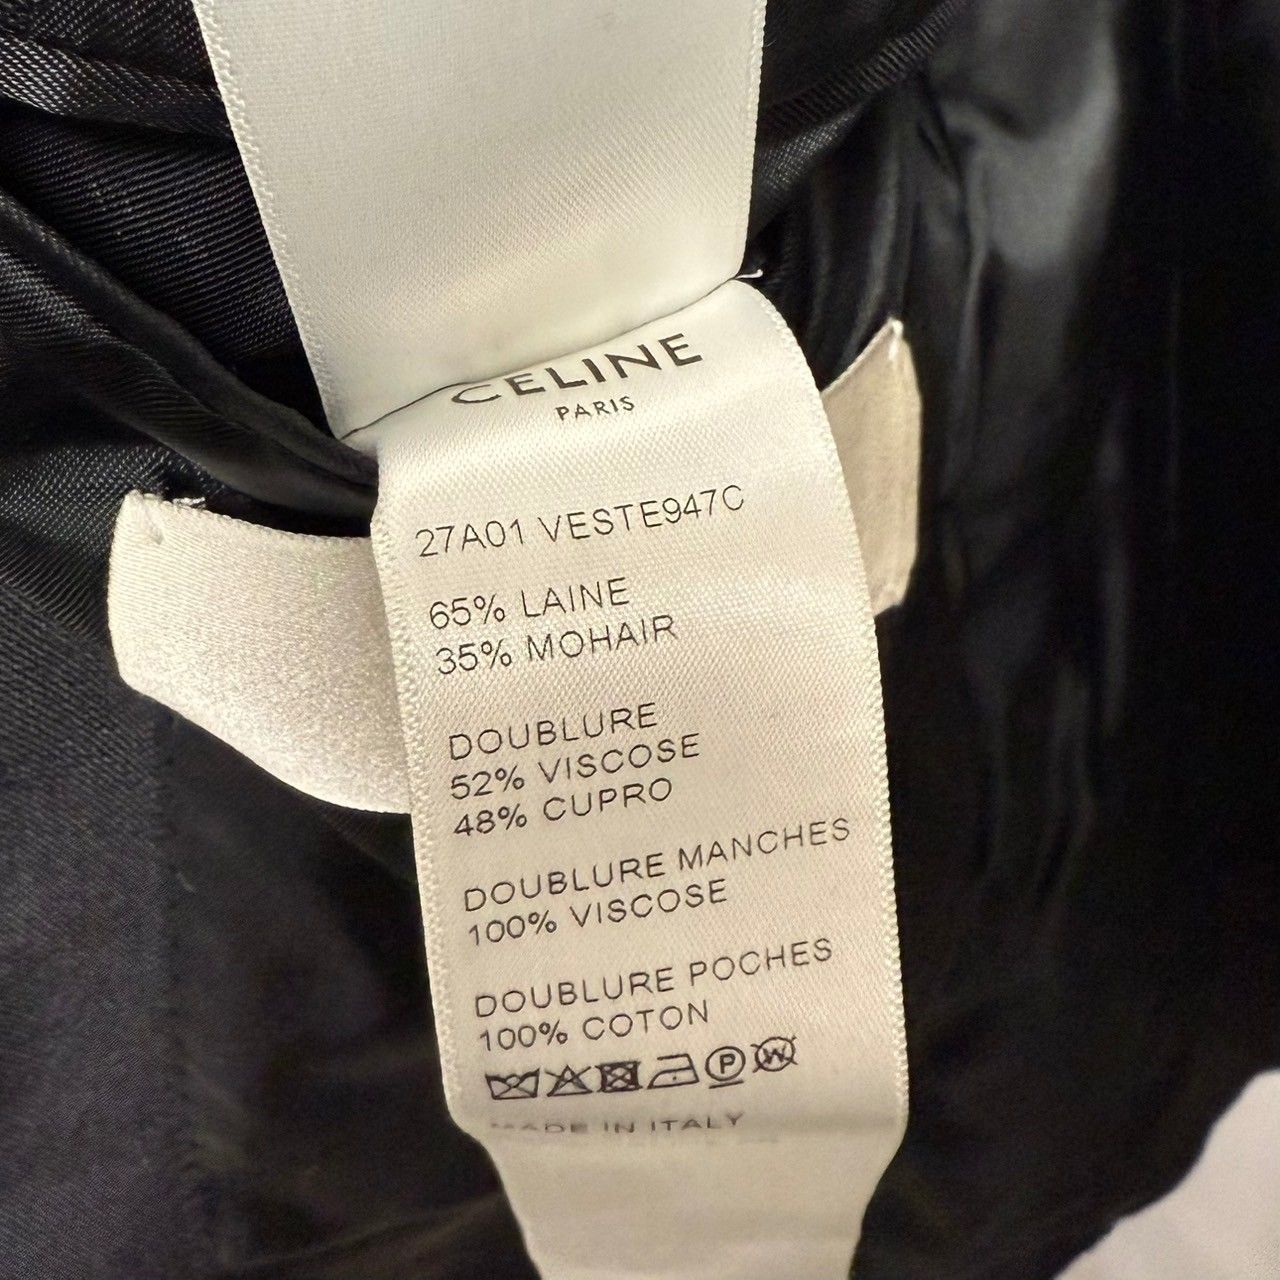 CELINE
PARIS
27A01 VESTE947C
65% LAINE
35% MOHAIR
DOUBLURE
52% VISCOSE
48% CUPRO
DOUBLURE MANCHES
100% VISCOSE
DOUBLURE POCHES
100% COTON
P W
MADE IN ITALY